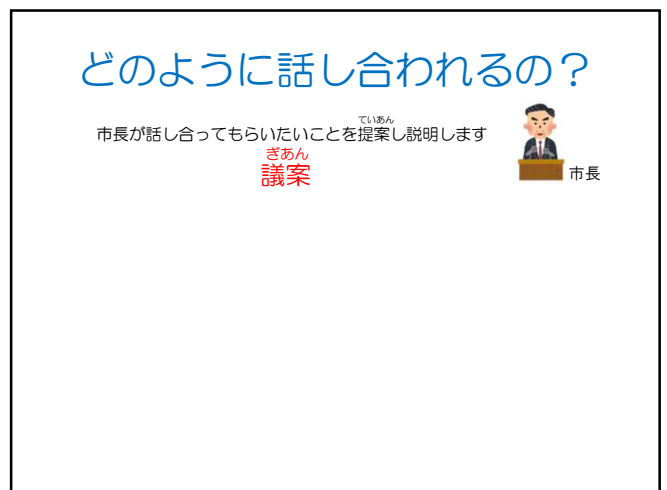 どのように話し合われるの？
ていあん
市長が話し合ってもらいたいことを提案し説明します
ぎあん
議案
市長